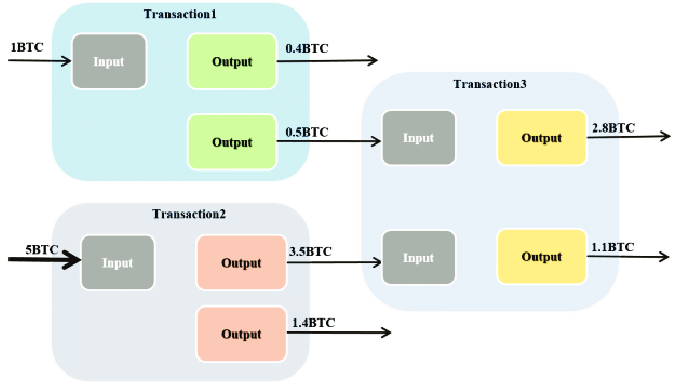 Transaction1
1BTC
Input
Output
0.4BTC
Output
0.5BTC
Transaction2
5BTC
Input
Output
3.5BTC
Output
1.4BTC
Transaction3
Input
Output
2.8BTC
Input
Output
1.1BTC